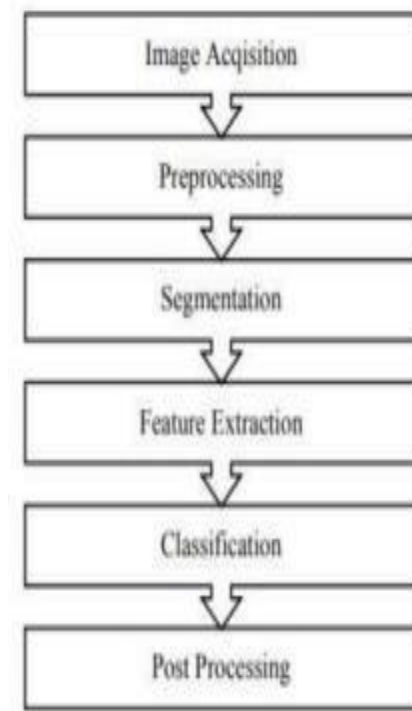 Image Acqisition
Preprocessing
Segmentation
Feature Extraction
Classification
Post Processing